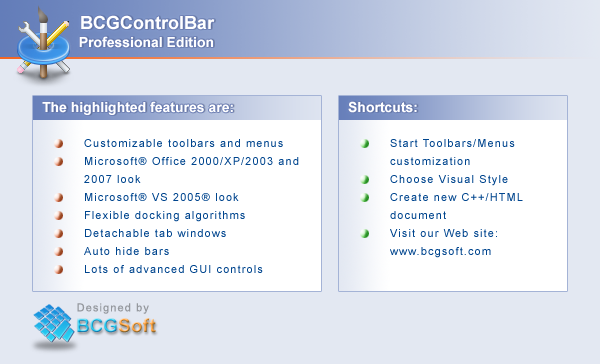 BCGControlBar
Professional Edition
The highlighted features are:
Customizable toolbars and menus
Microsoft® Office 2000/XP/2003 and
2007 look
Microsoft® VS 2005® look
Flexible docking algorithms
Detachable tab windows
Auto hide bars
Lots of advanced GUI controls
Shortcuts:
Start Toolbars/Menus
customization
Choose Visual Style
Create new C++/HTML
document
Visit our Web site:
www.bcgsoft.com
Designed by
BCGSoft